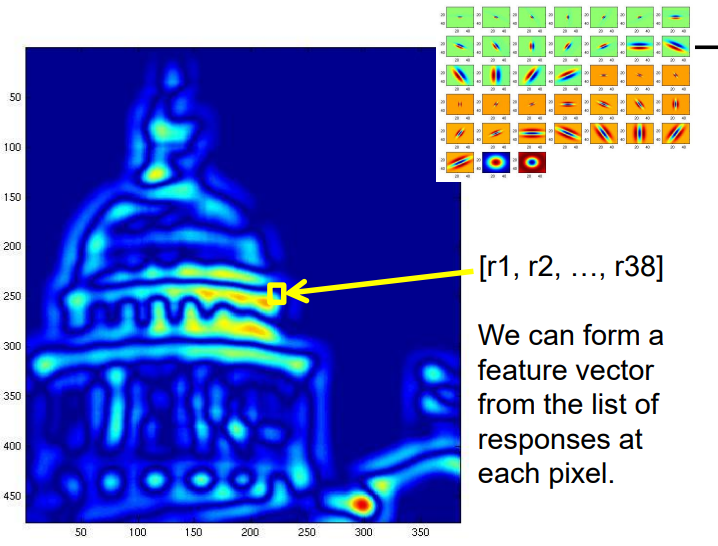 [r1, r2, …, r38]
We can form a
feature vector
from the list of
responses at
each pixel.
50
100
150
200
250
300
350
400
450
50
100
150
200
250
300
350